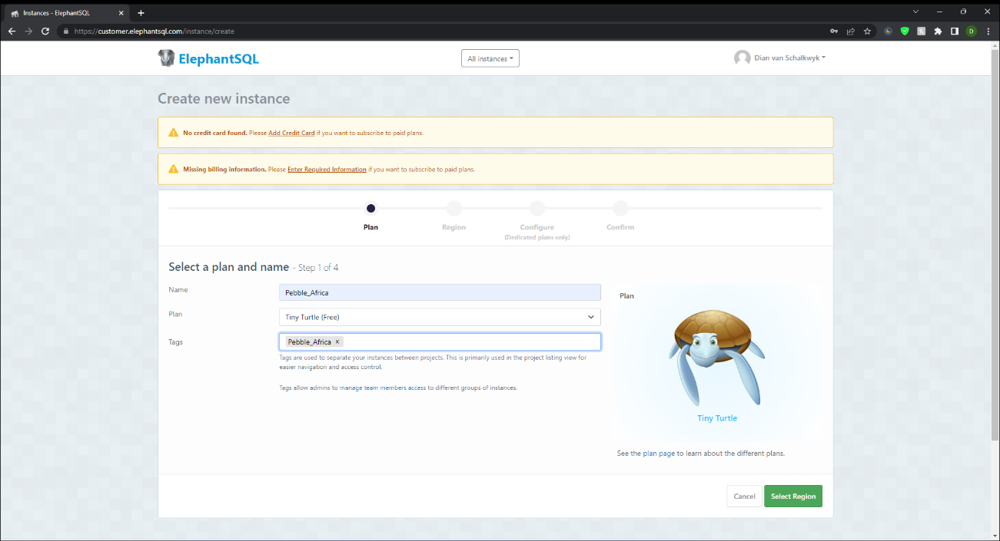 Instances - ElephantSQL
https://customer.elephantsql.com/instance/create
D
ElephantSQL
All instances
Dian van Schalkwyk
Create new instance
No credit card found. Please Add Credit Card if you want to subscribe to paid plans.
Missing billing information. Please Enter Required Information if you want to subscribe to paid plans.
Plan
Region
Configure
(Dedicated plans only)
Confirm
Select a plan and name - Step 1 of 4
Name
Pebble_Africa
Plan
Tiny Turtle (Free)
Tags
Pebble_Africa ×
Tags are used to separate your instances between projects. This is primarily used in the project listing view for
easier navigation and access control.
Tags allow admins to manage team members access to different groups of instances.
Plan
Tiny Turtle
See the plan page to learn about the different plans.
Cancel
Select Region